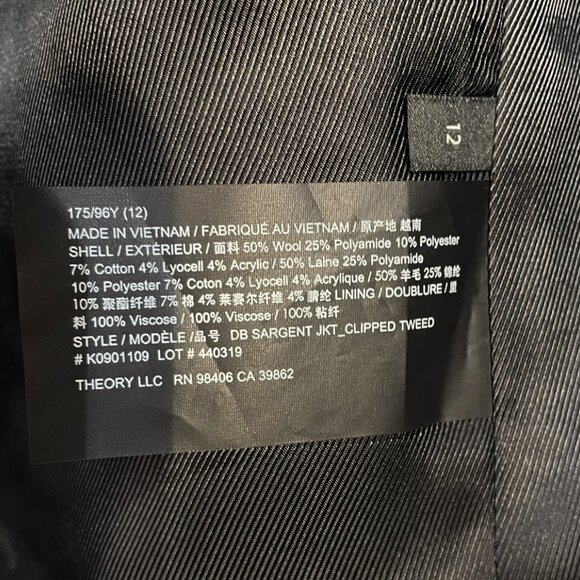 12
175/96Y (12)
MADE IN VIETNAM / FABRIQUÉ AU VIETNAM / 原产地 越南
SHELL / EXTÉRIEUR / 面料 50% Wool 25% Polyamide 10% Polyester
7% Cotton 4% Lyocell 4% Acrylic / 50% Laine 25% Polyamide
10% Polyester 7% Coton 4% Lyocell 4% Acrylique / 50% 羊毛 25% 锦纶
10% 聚酯纤维 7% 棉 4% 莱赛尔纤维 4% 腈纶 LINING / DOUBLURE / 里
料 100% Viscose / 100% Viscose / 100% 粘纤
STYLE / MODÈLE /品号 DB SARGENT JKT_CLIPPED TWEED
# K0901109 LOT # 440319
THEORY LLC RN 98406 CA 39862